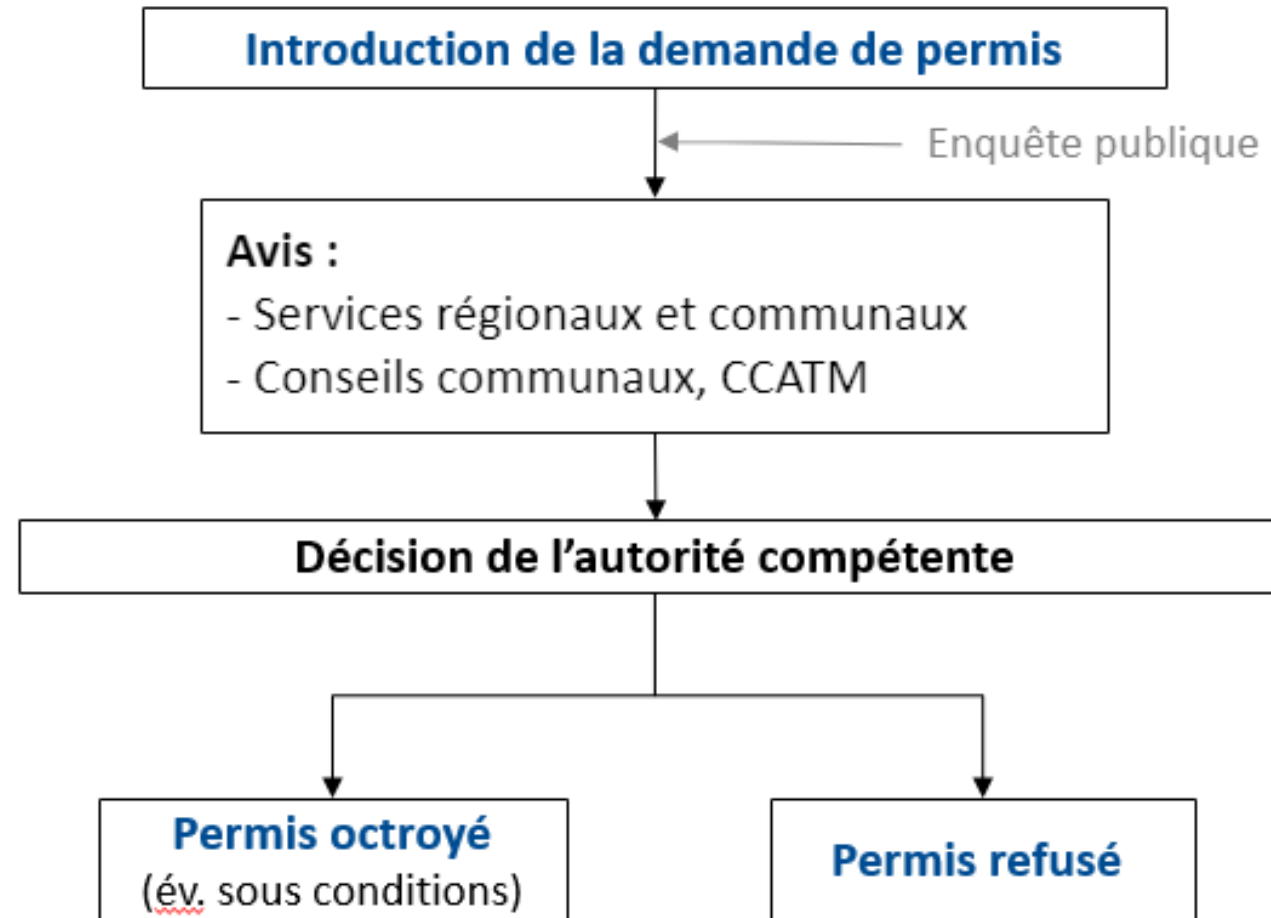 Introduction de la demande de permis
Enquête publique
Avis :
- Services régionaux et communaux
- Conseils communaux, CCATM
Décision de l’autorité compétente
Permis octroyé
(év. sous conditions)
Permis refusé